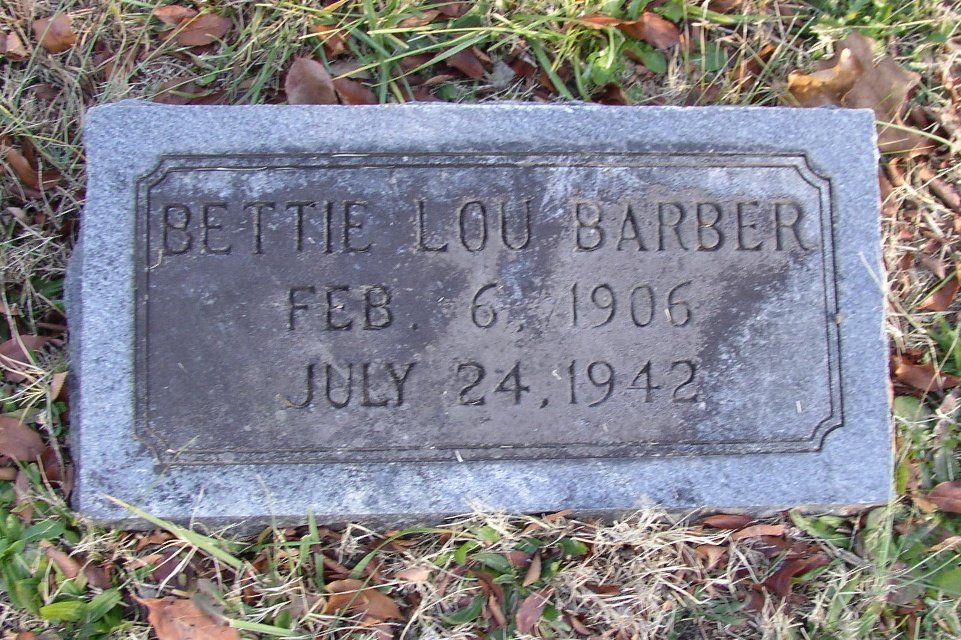 BETTIE LOU BARBER
FEB. 6, 1906
JULY 24, 1942